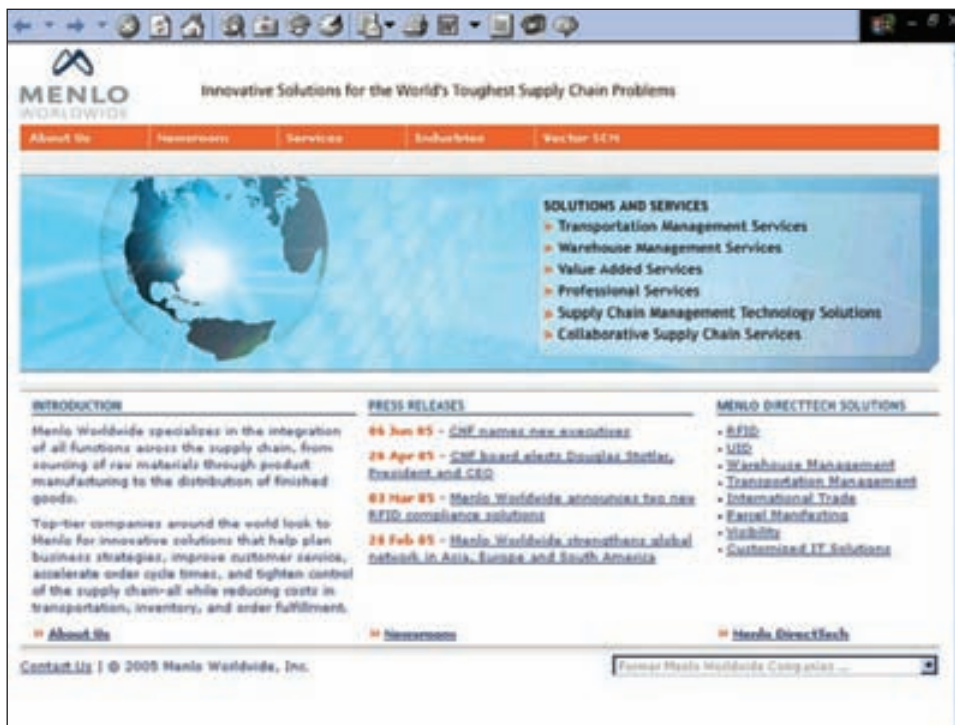 MENLO
WORLDWIDE
Innovative Solutions for the World's Toughest Supply Chain Problems
About Us
Newsroom
Services
Industries
Vector SCM
SOLUTIONS AND SERVICES
» Transportation Management Services
» Warehouse Management Services
» Value Added Services
» Professional Services
» Supply Chain Management Technology Solutions
» Collaborative Supply Chain Services
INTRODUCTION
Menlo Worldwide specializes in the integration
of all functions across the supply chain, from
sourcing of raw materials through product
manufacturing to the distribution of finished
goods.
Top-tier companies around the world look to
Menlo for innovative solutions that help plan
business strategies, improve customer service,
accelerate order cycle times, and tighten control
of the supply chain-all while reducing costs in
transportation, inventory, and order fulfillment.
» About Us
PRESS RELEASES
06 Jun 05 - CNF names new executives
26 Apr 05 - CNF board elects Douglas Stotlar,
President and CEO
03 Mar 05 - Menlo Worldwide announces two new
RFID compliance solutions
28 Feb 05 - Menlo Worldwide strengthens global
network in Asia, Europe and South America
» Newsroom
MENLO DIRECTTECH SOLUTIONS
• RFID
• UID
• Warehouse Management
• Transportation Management
• International Trade
• Parcel Manifesting
• Visibility
• Customized IT Solutions
» Menlo DirectTech
Contact Us | © 2005 Menlo Worldwide, Inc.
Former Menlo Worldwide Companies ...